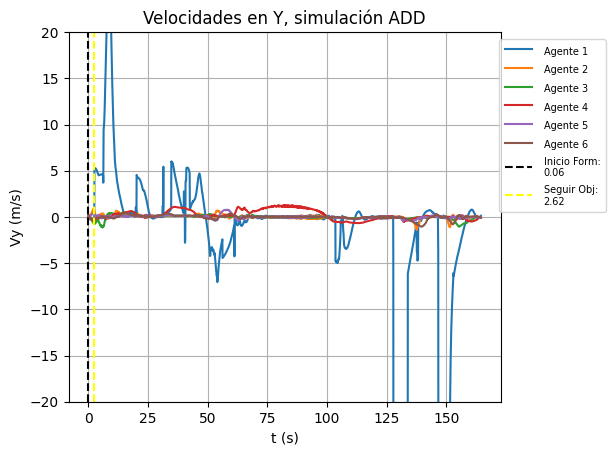 Velocidades en Y, simulación ADD
Vy (m/s)
20
15
10
5
0
−5
−10
−15
−20
0
25
50
75
100
125
150
t (s)
Agente 1
Agente 2
Agente 3
Agente 4
Agente 5
Agente 6
Inicio Form:
0.06
Seguir Obj:
2.62